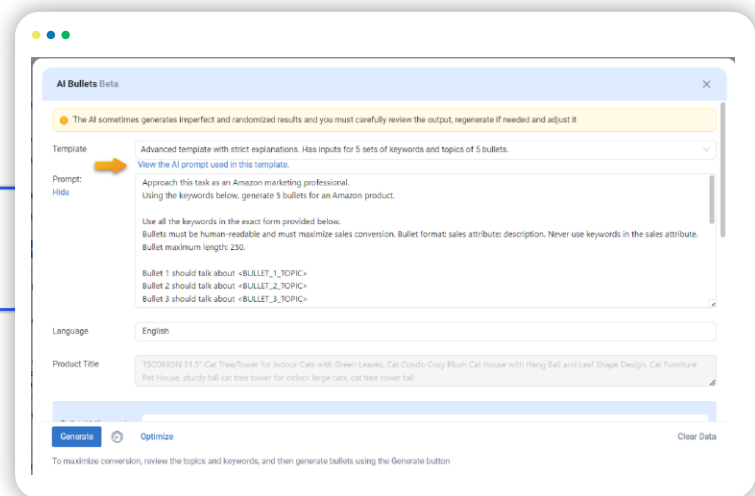 AI Bullets Beta
The AI sometimes generates imperfect and randomized results and you must carefully review the output, regenerate if needed and adjust it
Template
Advanced template with strict explanations. Has inputs for 5 sets of keywords and topics of 5 bullets.
View the AI prompt used in this template.
Prompt:
Hide
Approach this task as an Amazon marketing professional.
Using the keywords below, generate 5 bullets for an Amazon product.
Use all the keywords in the exact form provided below.
Bullets must be human-readable and must maximize sales conversion. Bullet format: sales attribute: description. Never use keywords in the sales attribute.
Bullet maximum length: 250.
Bullet 1 should talk about <BULLET_1_TOPIC>
Bullet 2 should talk about <BULLET_2_TOPIC>
Bullet 3 should talk about <BULLET_3_TOPIC>
Language
English
Product Title
TSCOMON 31.5" Cat Tree/Tower for Indoor Cats with Green Leaves, Cat Condo Cozy Plush Cat House with Hang Ball and Leaf Shape Design, Cat Furniture
Pet House, sturdy tall cat tree tower for indoor large cats, cat tree tower tall
Generate
Optimize
Clear Data
To maximize conversion, review the topics and keywords, and then generate bullets using the Generate button